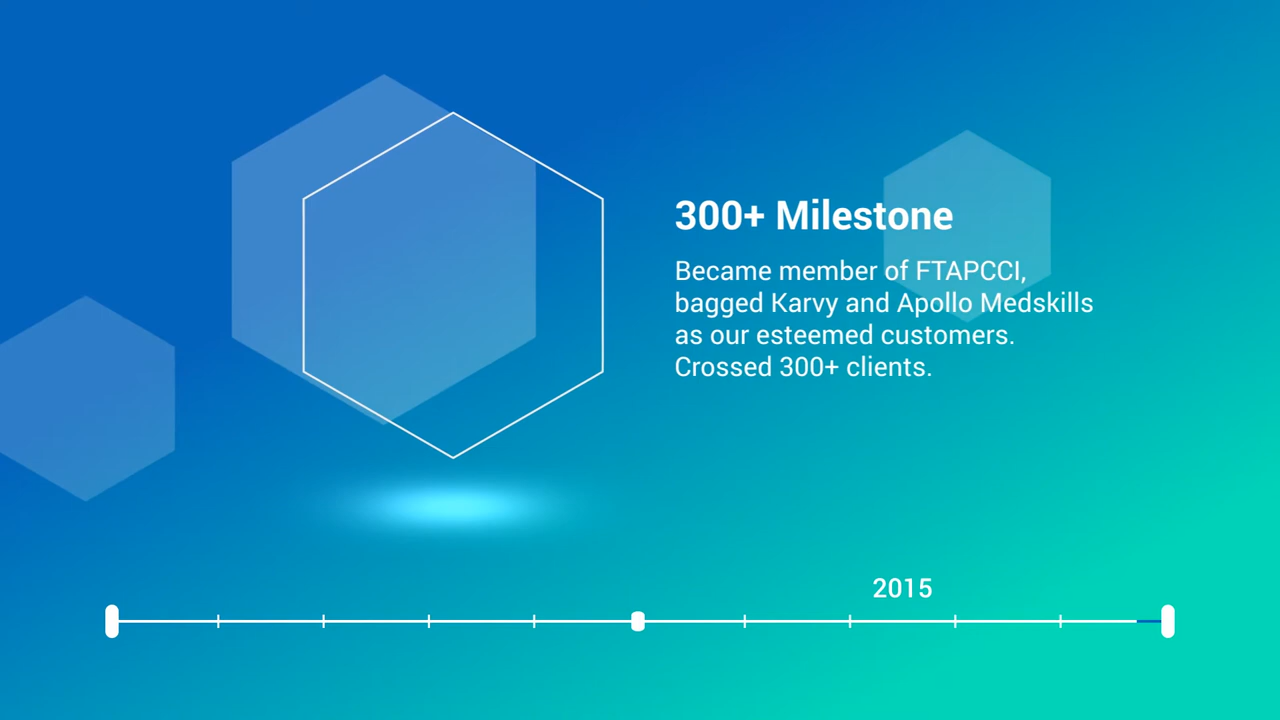 300+ Milestone
Became member of FTAPCCI,
bagged Karvy and Apollo Medskills
as our esteemed customers.
Crossed 300+ clients.
2015